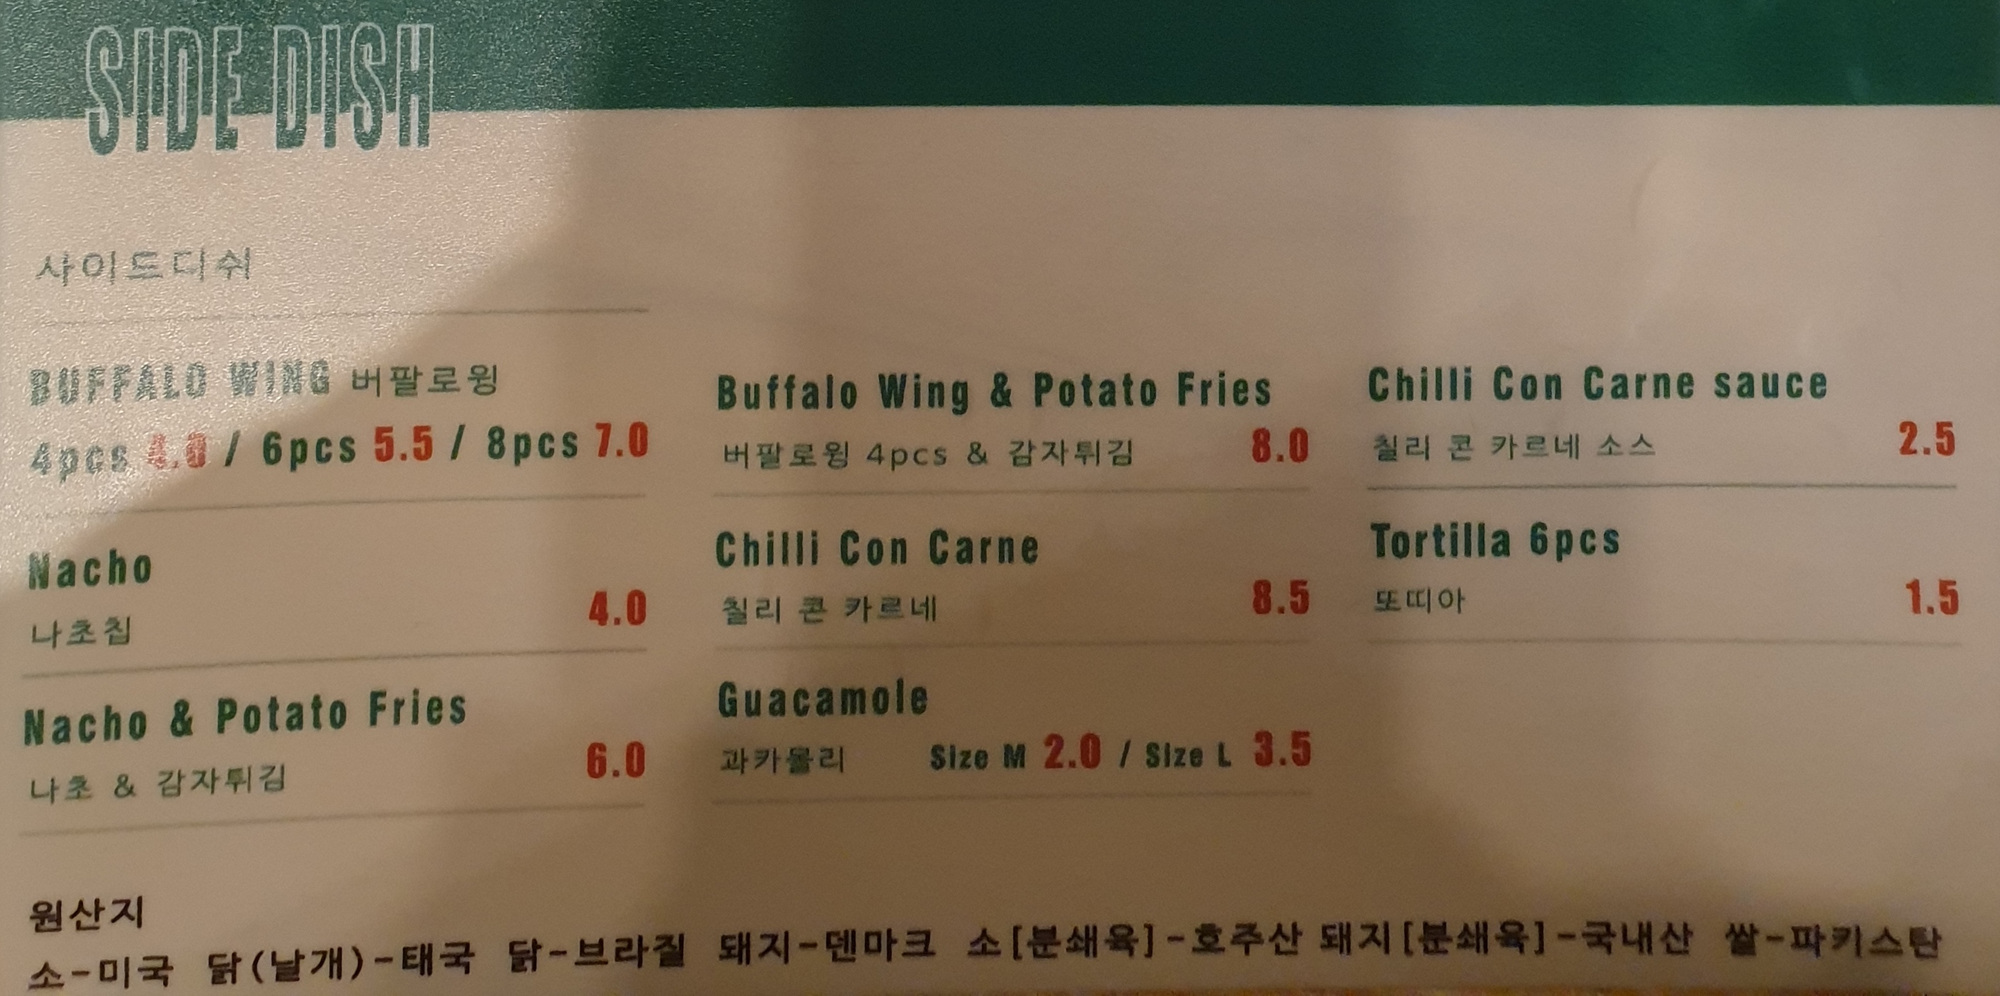 SIDE DISH
사이드디쉬
BUFFALO WING 버팔로윙
4pcs 4.0 / 6pcs 5.5 / 8pcs 7.0
Nacho
나초칩 4.0
Nacho & Potato Fries
나초 & 감자튀김 6.0
Buffalo Wing & Potato Fries
버팔로윙 4pcs & 감자튀김 8.0
Chilli Con Carne
칠리 콘 카르네 8.5
Guacamole
과카몰리 Size M 2.0 / Size L 3.5
Chilli Con Carne sauce
칠리 콘 카르네 소스 2.5
Tortilla 6pcs
또띠아 1.5
원산지
소-미국 닭(날개)-태국 닭-브라질 돼지-덴마크 소[분쇄육]-호주산 돼지[분쇄육]-국내산 쌀-파키스탄